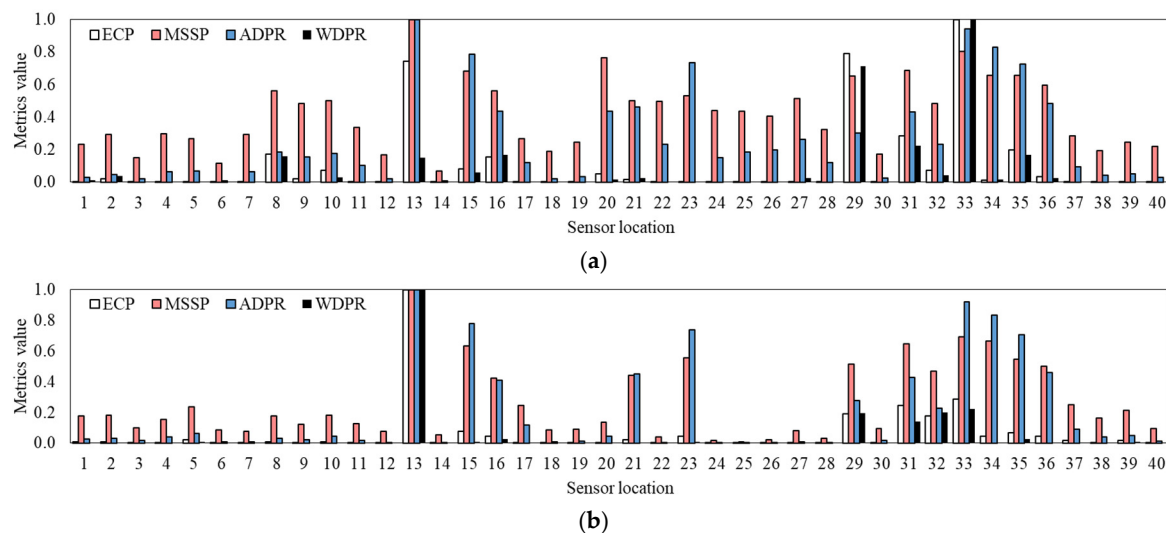 1.0
0.8
0.6
0.4
0.2
0.0
Metrics value
ECP MSSP ADPR WDPR
1 2 3 4 5 6 7 8 9 10 11 12 13 14 15 16 17 18 19 20 21 22 23 24 25 26 27 28 29 30 31 32 33 34 35 36 37 38 39 40
Sensor location
(a)
1.0
0.8
0.6
0.4
0.2
0.0
Metrics value
ECP MSSP ADPR WDPR
1 2 3 4 5 6 7 8 9 10 11 12 13 14 15 16 17 18 19 20 21 22 23 24 25 26 27 28 29 30 31 32 33 34 35 36 37 38 39 40
Sensor location
(b)